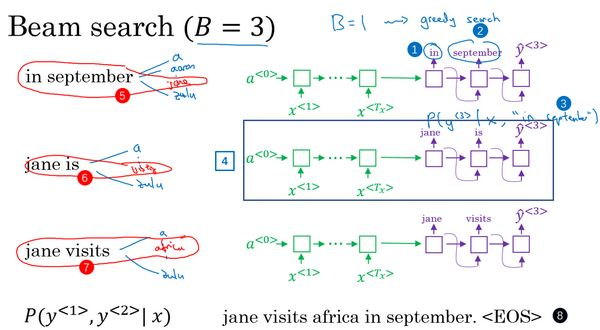 Beam search (B = 3)
B=1 ⟿ greedy search
1 2
in september ŷ<3>
in september
a
aaron
jane
zulu
5
a<0> ⋯
x<1> x<Tx>
3
P(y<3> | x, "in september")
jane is ŷ<3>
4
jane is
a
visits
zulu
6
a<0> ⋯
x<1> x<Tx>
jane visits ŷ<3>
jane visits
a
africa
zulu
7
a<0> ⋯
x<1> x<Tx>
P(y<1>, y<2> | x) jane visits africa in september. <EOS> 8